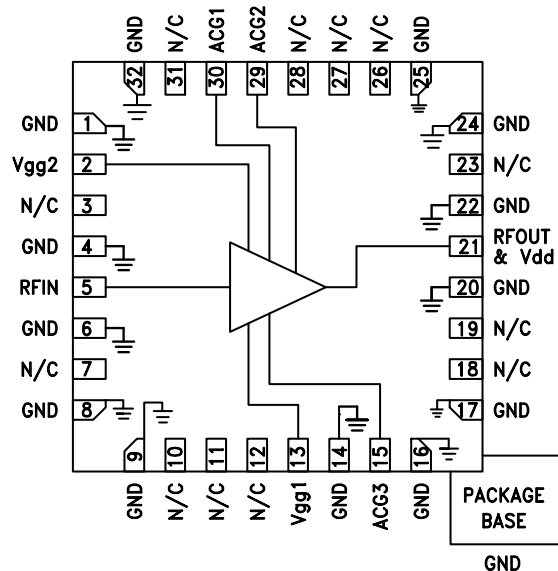 GND N/C ACG1 ACG2 N/C N/C N/C GND
32 31 30 29 28 27 26 25
GND 1
Vgg2 2
N/C 3
GND 4
RFIN 5
GND 6
N/C 7
GND 8
24 GND
23 N/C
22 GND
21 RFOUT
& Vdd
20 GND
19 N/C
18 N/C
17 GND
9 10 11 12 13 14 15 16
GND N/C N/C N/C Vgg1 GND ACG3 GND
PACKAGE
BASE
GND